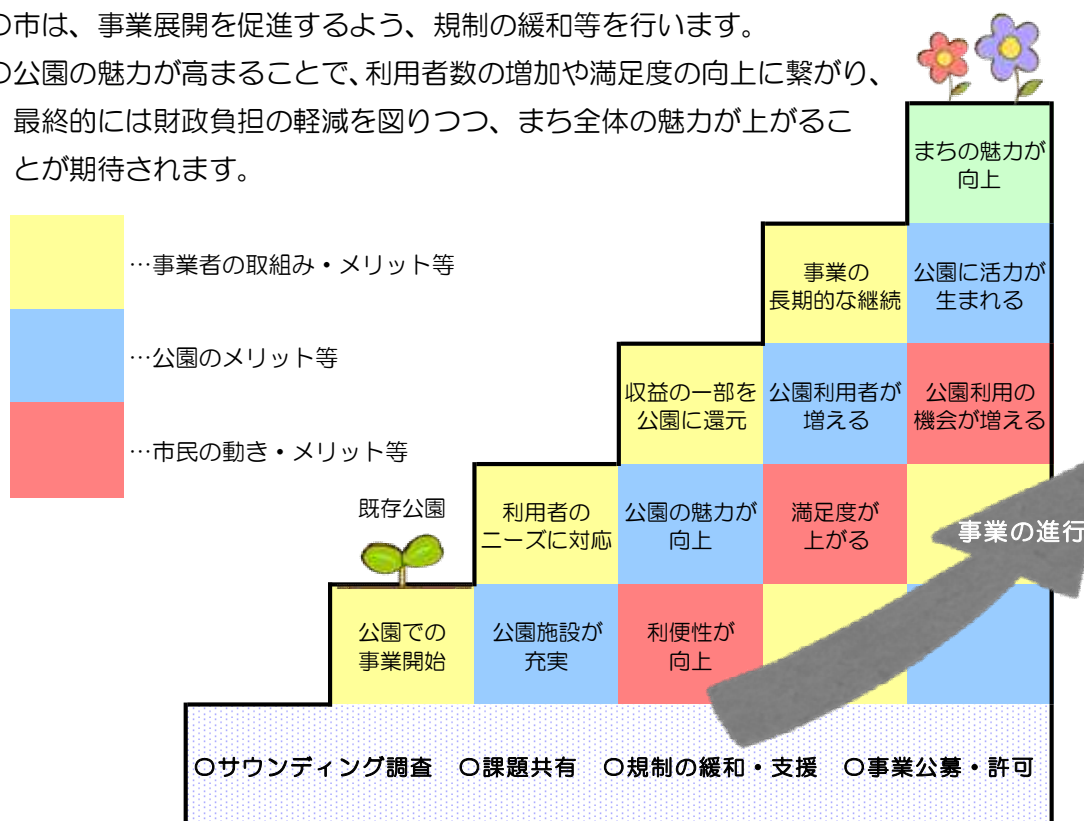 〇市は、事業展開を促進するよう、規制の緩和等を行います。
〇公園の魅力が高まることで、利用者数の増加や満足度の向上に繋がり、
最終的には財政負担の軽減を図りつつ、まち全体の魅力が上がるこ
とが期待されます。
まちの魅力が
向上
…事業者の取組み・メリット等
事業の
長期的な継続
公園に活力が
生まれる
…公園のメリット等
収益の一部を
公園に還元
公園利用者が
増える
公園利用の
機会が増える
…市民の動き・メリット等
既存公園
利用者の
ニーズに対応
公園の魅力が
向上
満足度が
上がる
事業の進行
公園での
事業開始
公園施設が
充実
利便性が
向上
〇サウンディング調査 〇課題共有 〇規制の緩和・支援 〇事業公募・許可